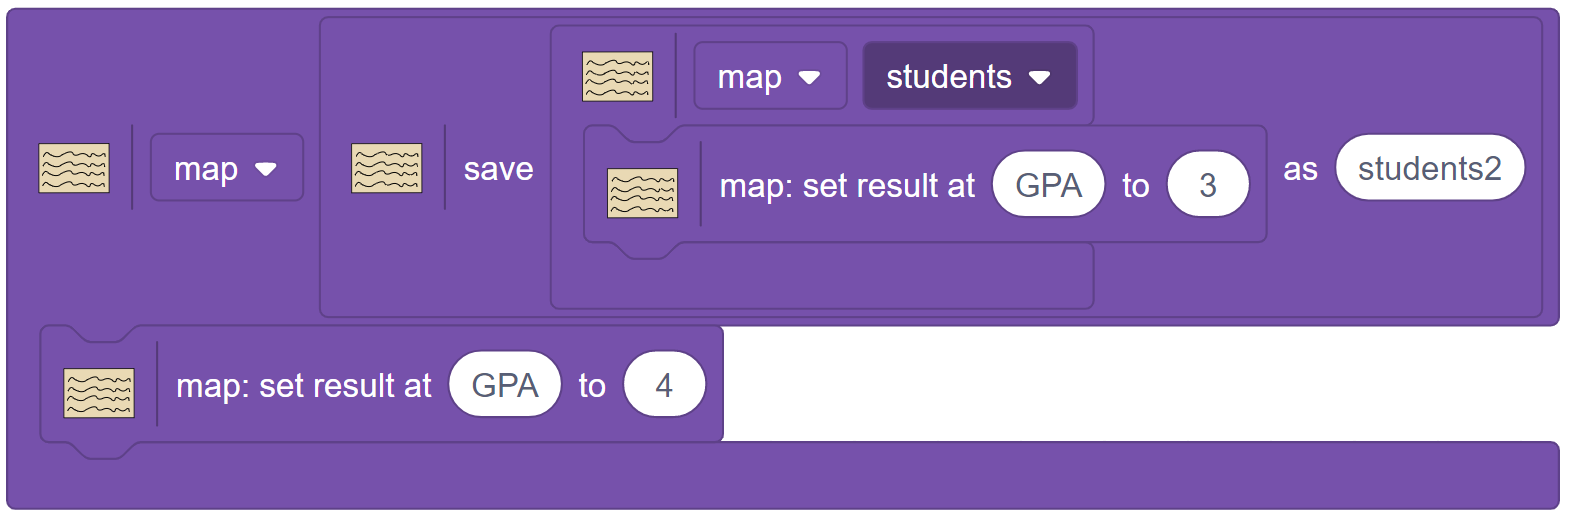 map students
map save map: set result at GPA to 3 as students2
map: set result at GPA to 4